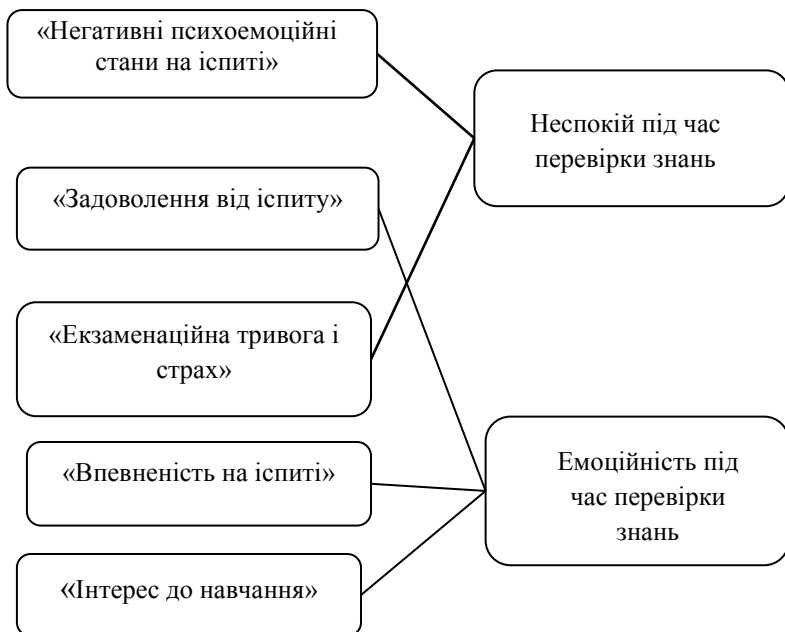 «Негативні психоемоційні
стани на іспиті»
Неспокій під час
перевірки знань
«Задоволення від іспиту»
«Екзаменаційна тривога і
страх»
«Впевненість на іспиті»
Емоційність під
час перевірки
знань
«Інтерес до навчання»